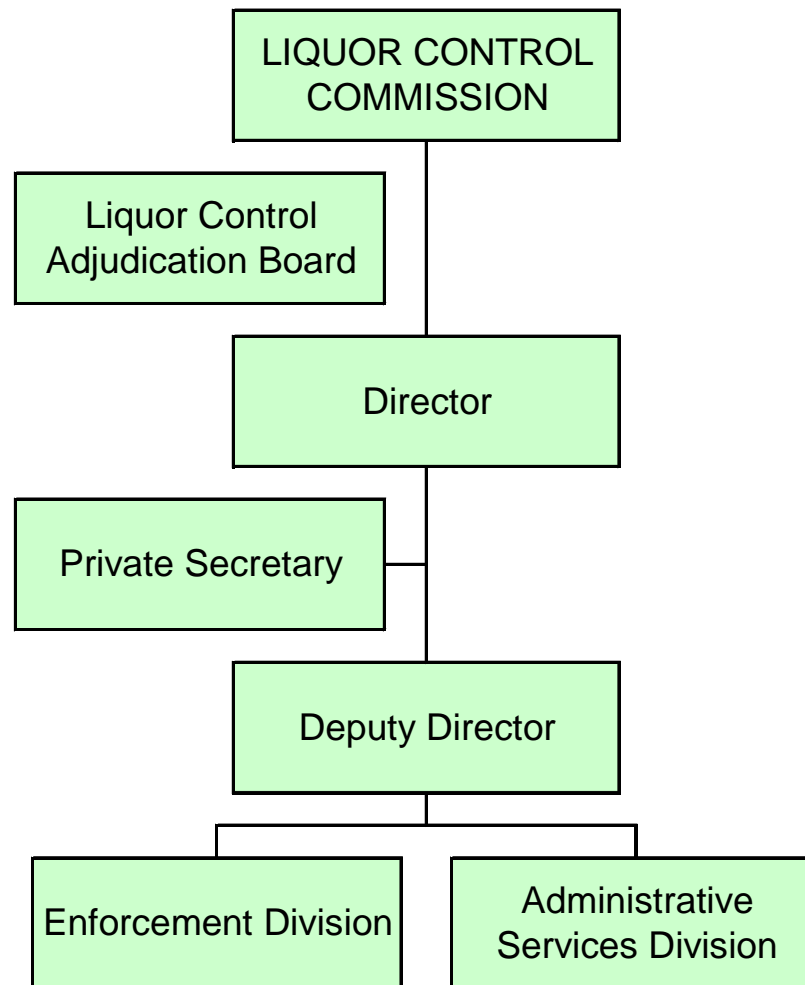 LIQUOR CONTROL
COMMISSION
Liquor Control
Adjudication Board
Director
Private Secretary
Deputy Director
Enforcement Division
Administrative
Services Division